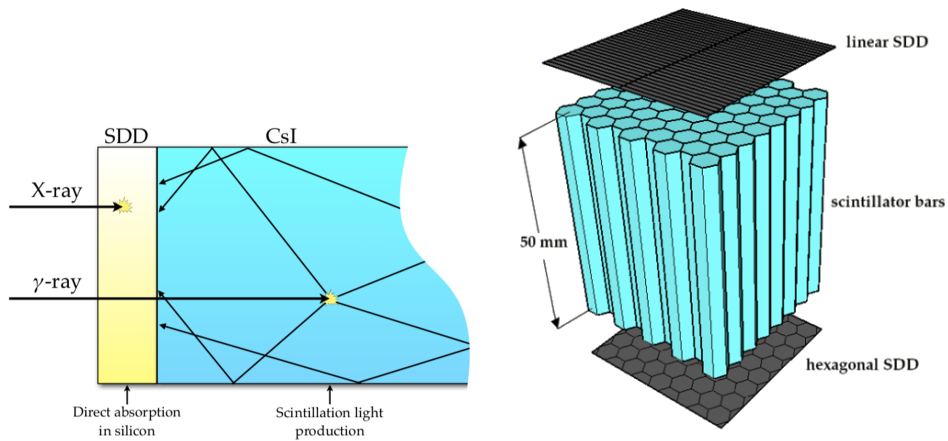 SDD
CsI
X-ray
γ-ray
Direct absorption
in silicon
Scintillation light
production
linear SDD
scintillator bars
50 mm
hexagonal SDD